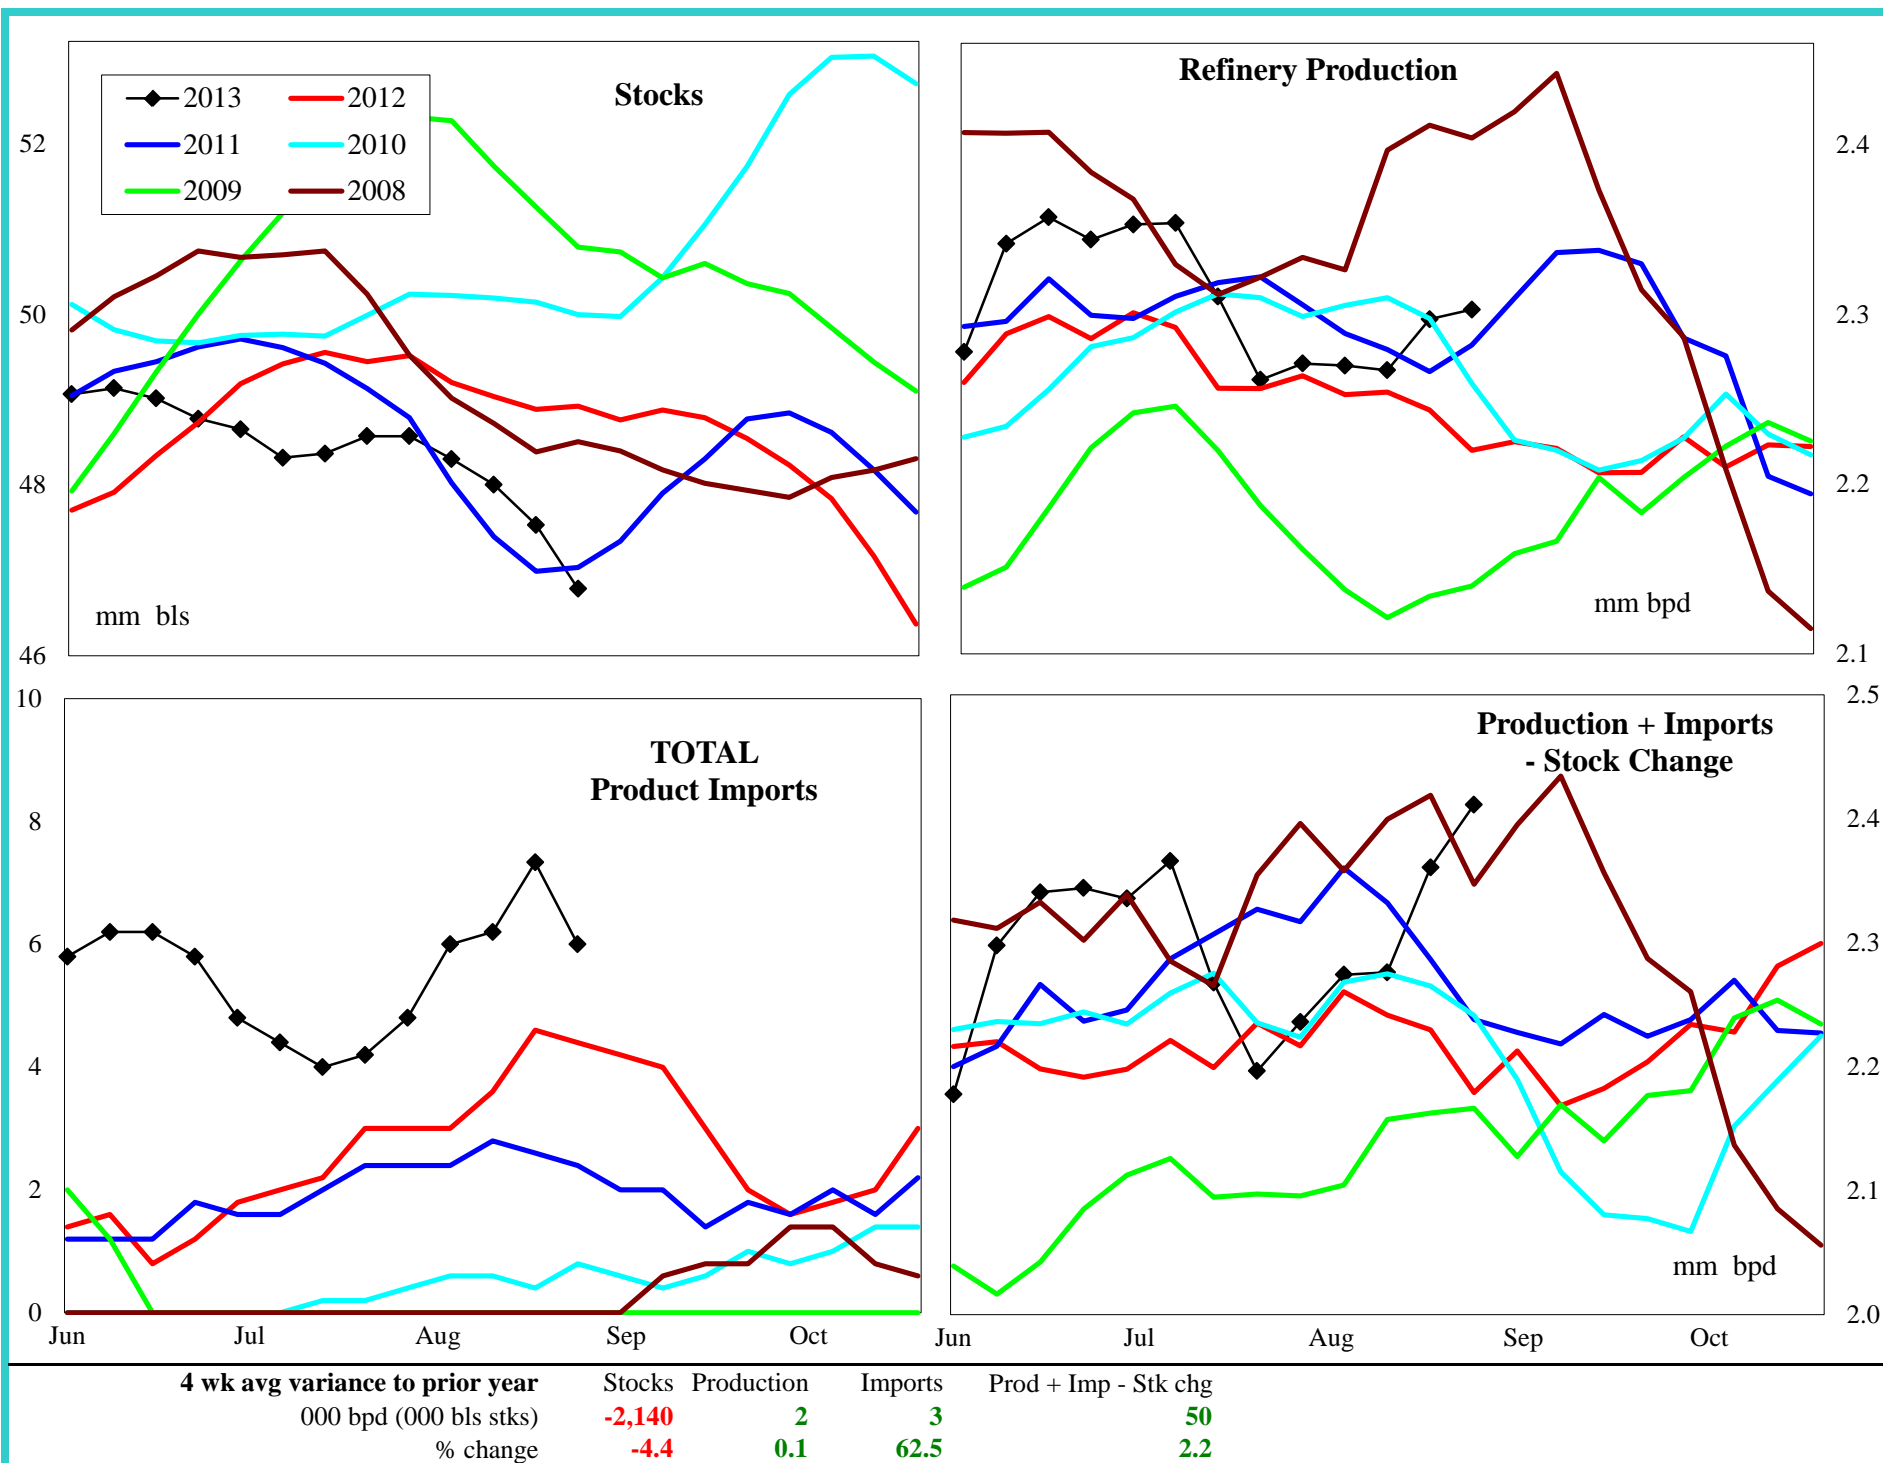 Stocks
2013 2012
2011 2010
2009 2008
52
50
48
46
mm bls
Refinery Production
2.4
2.3
2.2
2.1
mm bpd
TOTAL
Product Imports
10
8
6
4
2
0
Jun Jul Aug Sep Oct
Production + Imports
- Stock Change
2.5
2.4
2.3
2.2
2.1
2.0
mm bpd
Jun Jul Aug Sep Oct
4 wk avg variance to prior year Stocks Production Imports Prod + Imp - Stk chg
000 bpd (000 bls stks) -2,140 2 3 50
% change -4.4 0.1 62.5 2.2